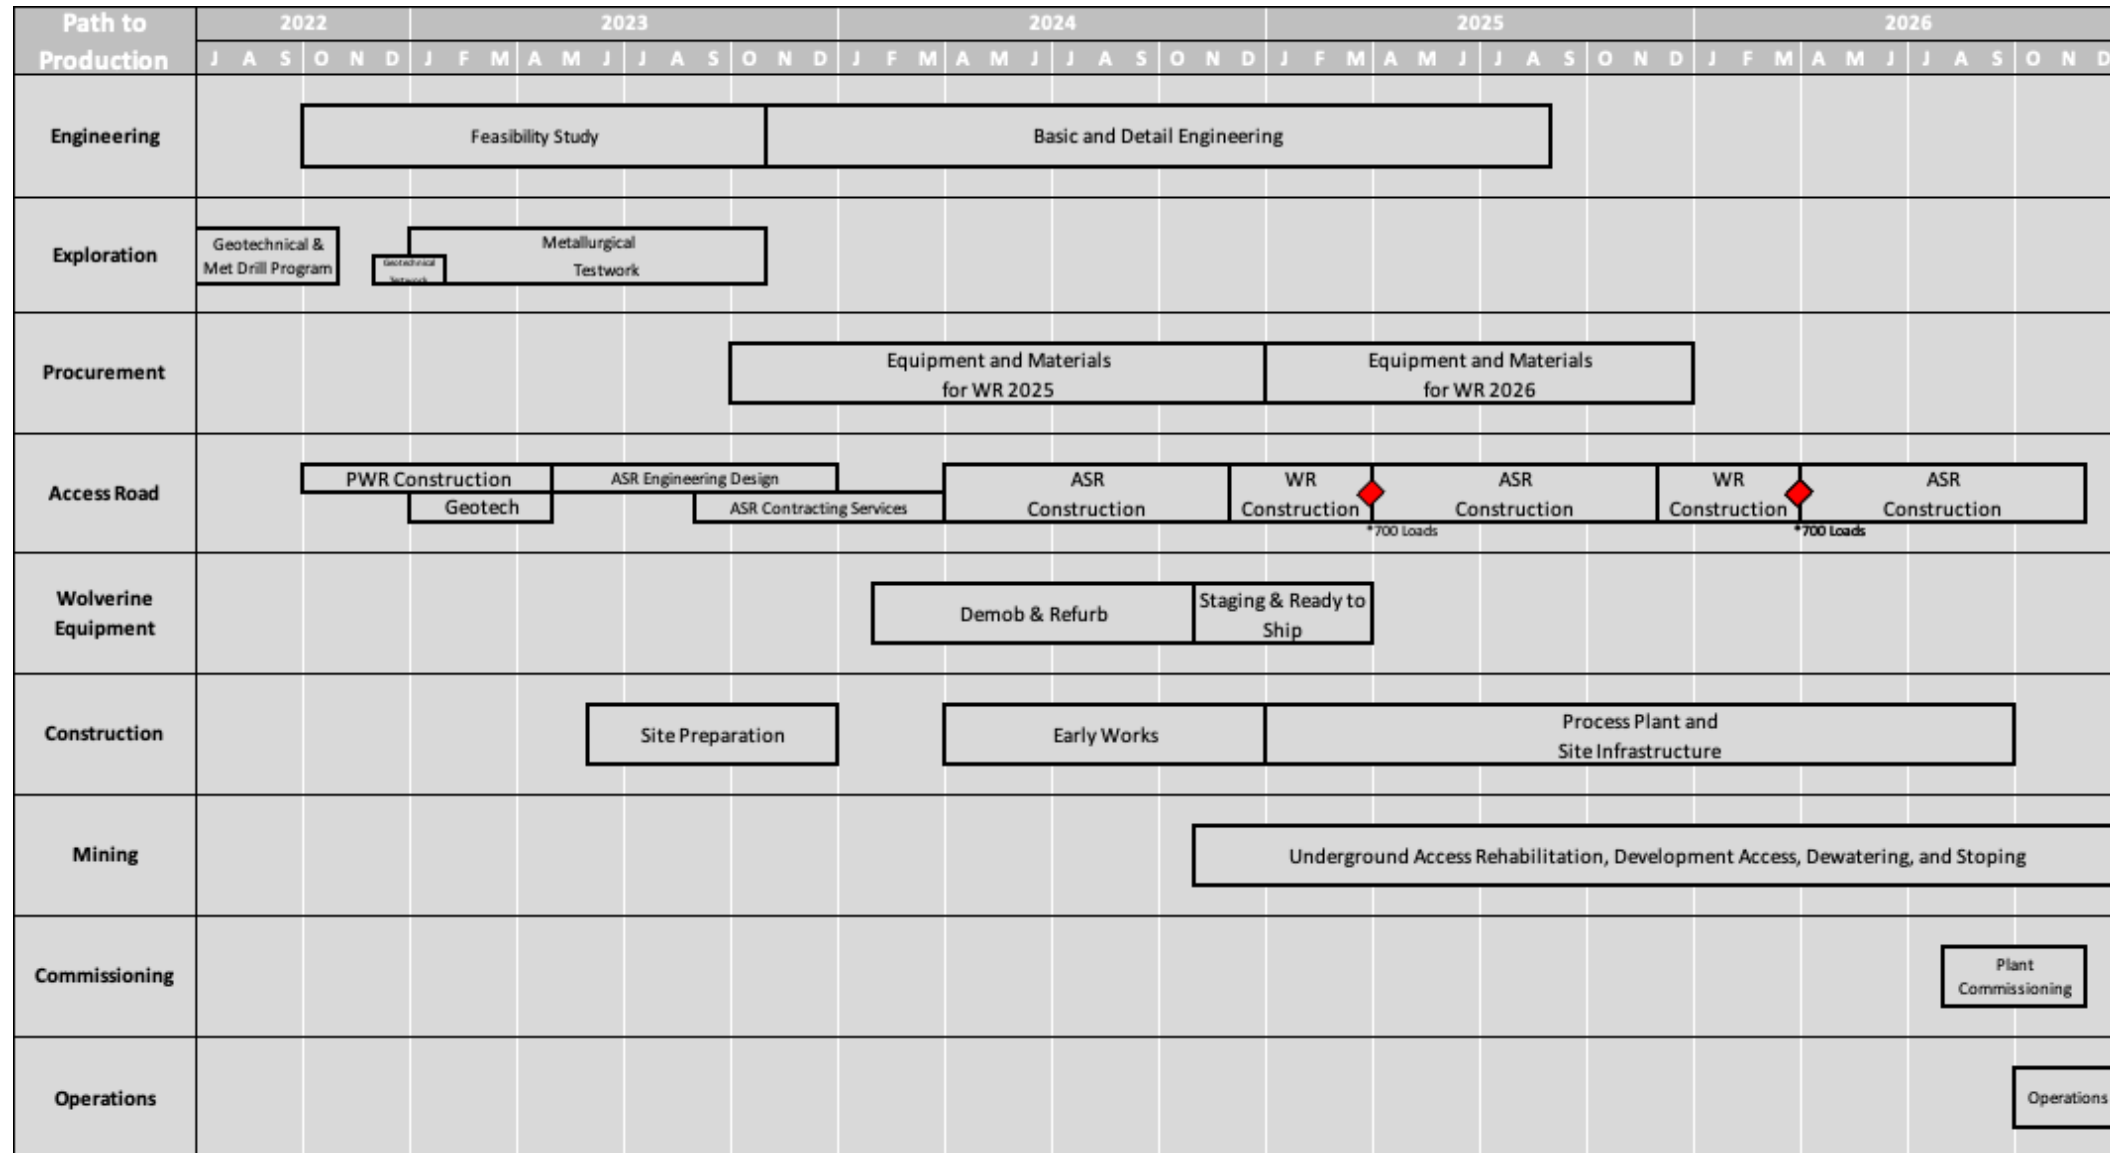 Path to
Production
2022 2023 2024 2025 2026
J A S O N D J F M A M J J A S O N D J F M A M J J A S O N D J F M A M J J A S O N D J F M A M J J A S O N D
Engineering
Feasibility Study
Basic and Detail Engineering
Exploration
Geotechnical &
Met Drill Program
Geotechnical
Testwork
Metallurgical
Testwork
Procurement
Equipment and Materials
for WR 2025
Equipment and Materials
for WR 2026
Access Road
PWR Construction
Geotech
ASR Engineering Design
ASR Contracting Services
ASR
Construction
WR
Construction
*700 Loads
ASR
Construction
WR
Construction
*700 Loads
ASR
Construction
Wolverine
Equipment
Demob & Refurb
Staging & Ready to
Ship
Construction
Site Preparation
Early Works
Process Plant and
Site Infrastructure
Mining
Underground Access Rehabilitation, Development Access, Dewatering, and Stoping
Commissioning
Plant
Commissioning
Operations
Operations